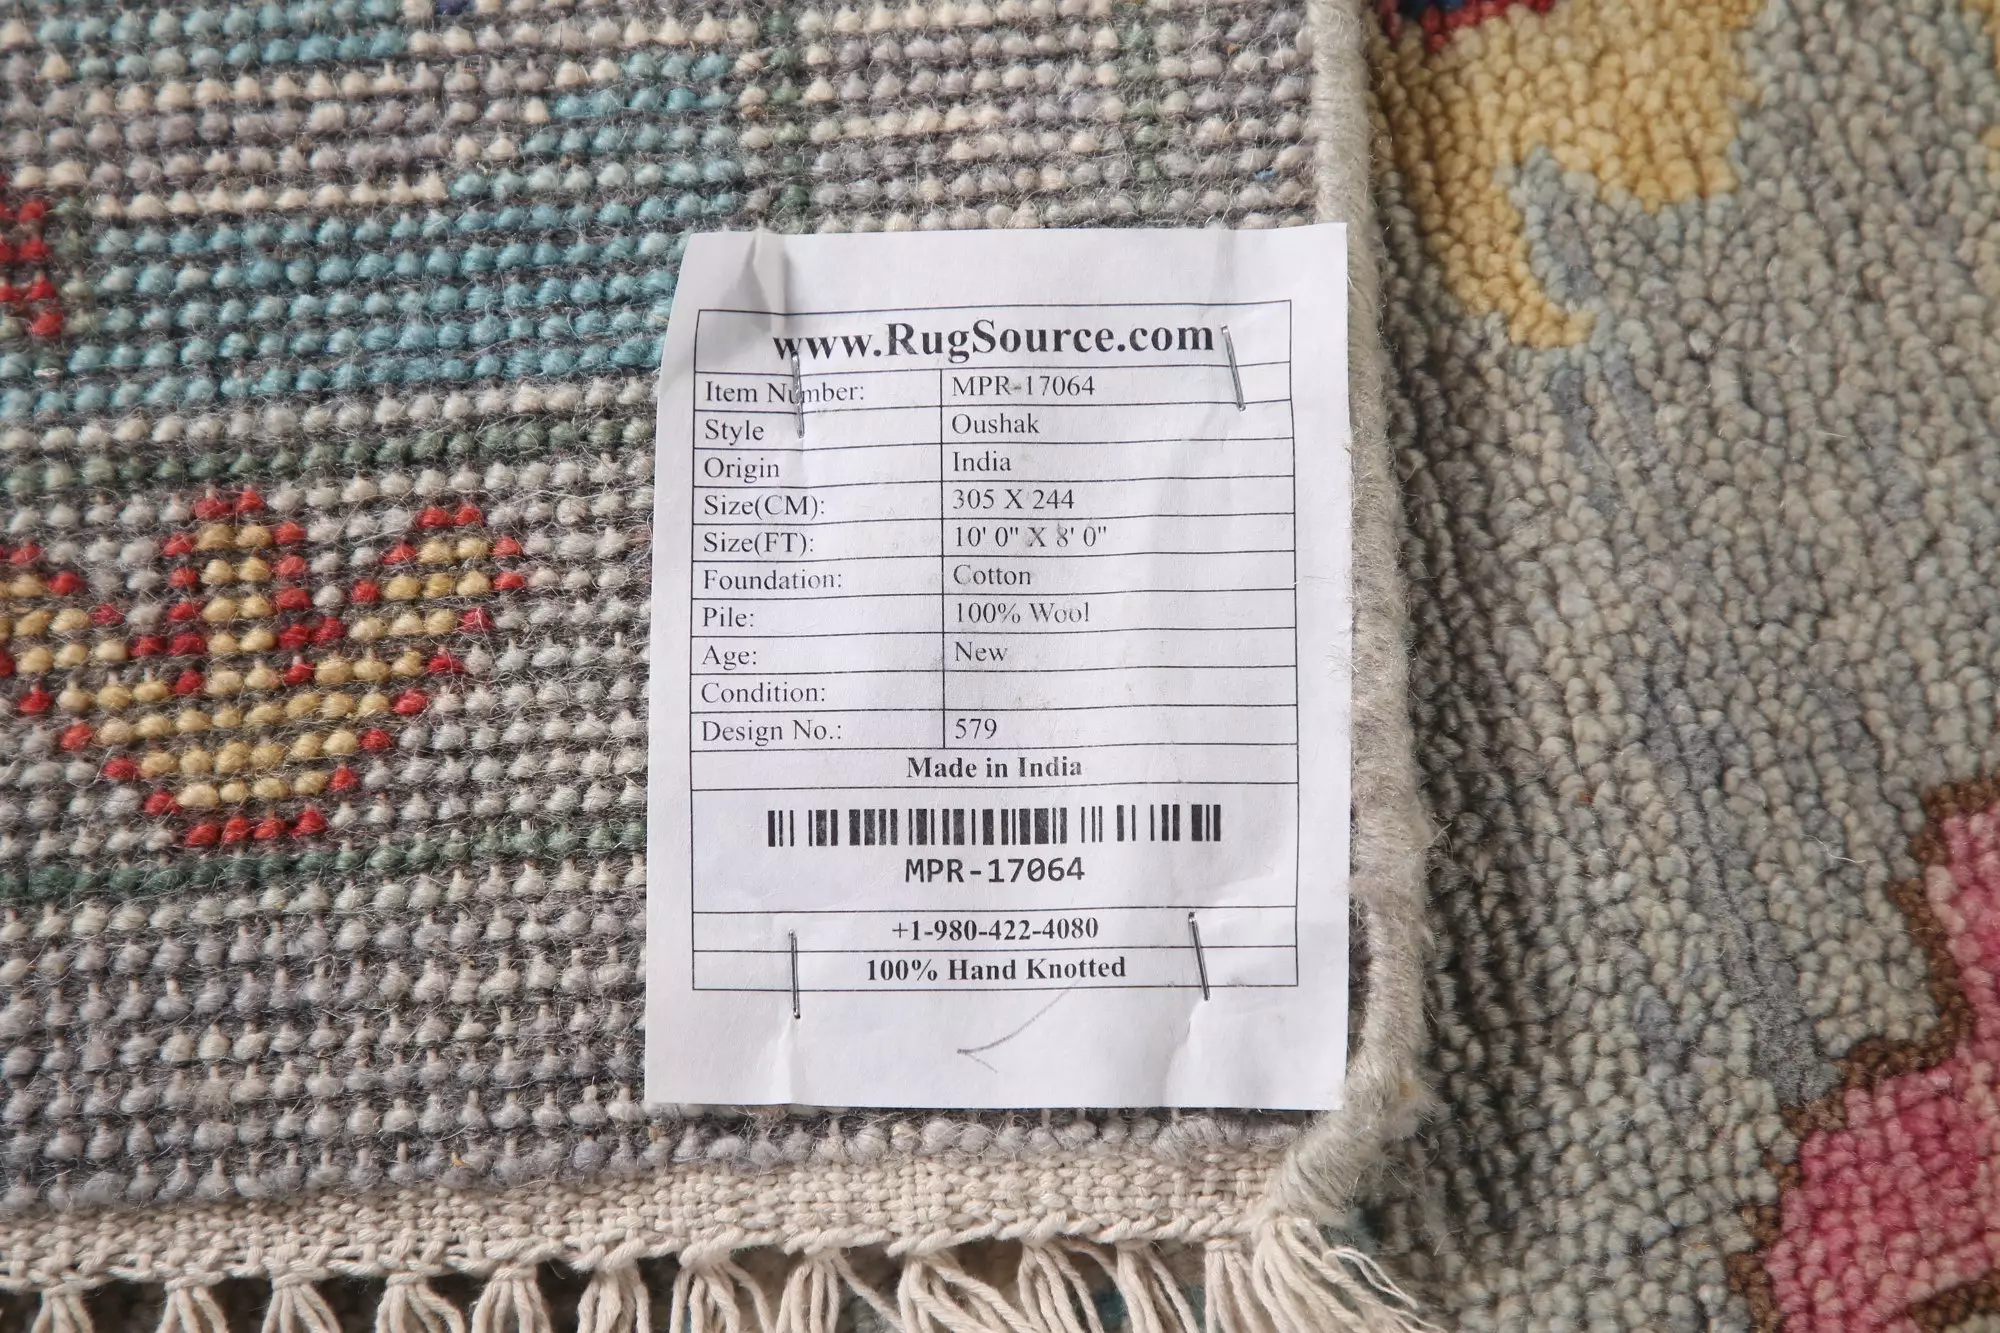 www.RugSource.com
Item Number: MPR-17064
Style Oushak
Origin India
Size(CM): 305 X 244
Size(FT): 10' 0" X 8' 0"
Foundation: Cotton
Pile: 100% Wool
Age: New
Condition:
Design No.: 579
Made in India
MPR-17064
+1-980-422-4080
100% Hand Knotted